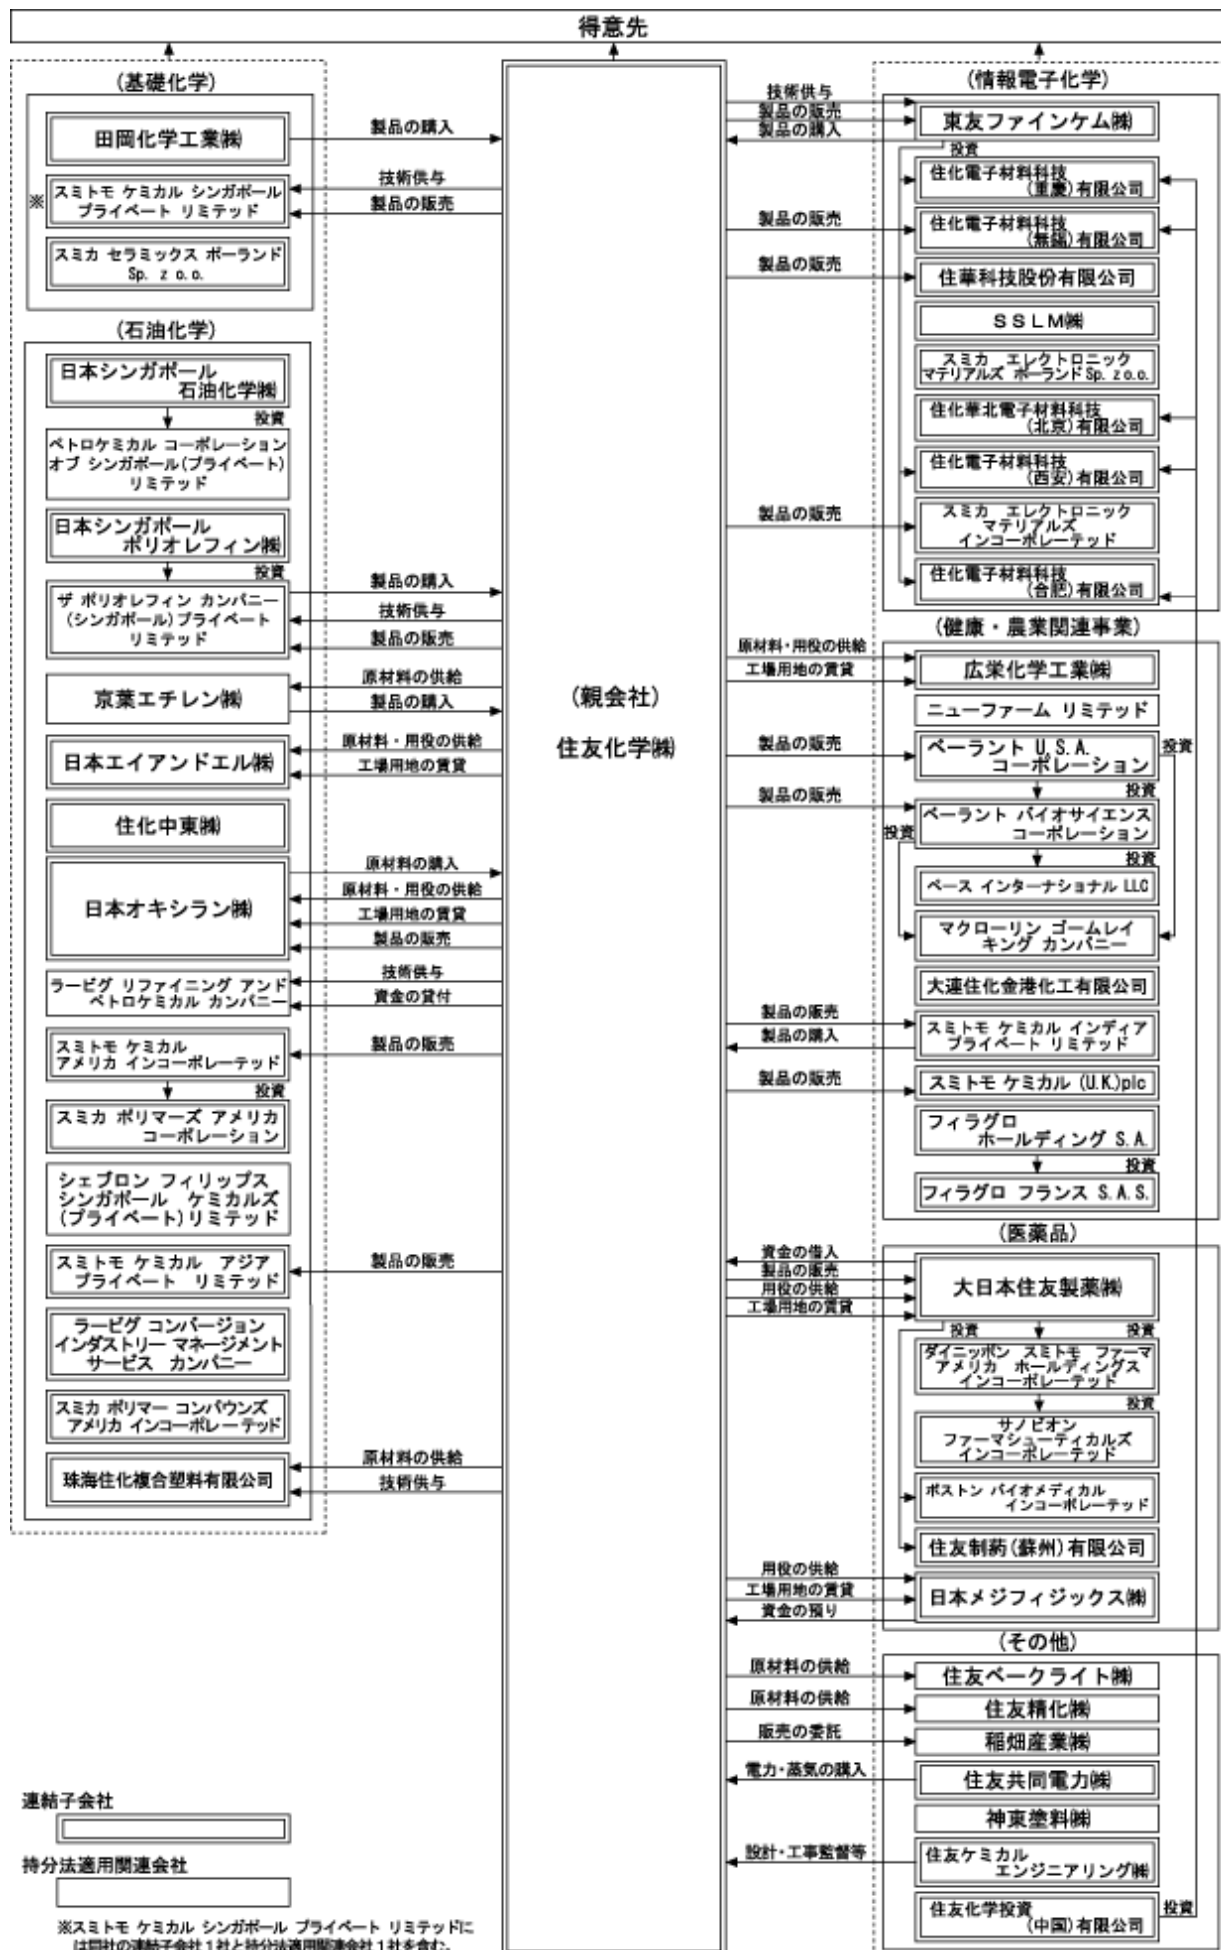 得意先
(基礎化学)
田岡化学工業㈱
製品の購入
※
スミトモ ケミカル シンガポール
プライベート リミテッド
技術供与
製品の販売
スミカ セラミックス ポーランド
Sp. z o.o.
(石油化学)
日本シンガポール
石油化学㈱
投資
ペトロケミカル コーポレーション
オブ シンガポール(プライベート)
リミテッド
日本シンガポール
ポリオレフィン㈱
投資
ザ ポリオレフィン カンパニー
(シンガポール)プライベート
リミテッド
製品の購入
技術供与
製品の販売
京葉エチレン㈱
原材料の供給
製品の購入
日本エイアンドエル㈱
原材料・用役の供給
工場用地の賃貸
住化中東㈱
日本オキシラン㈱
原材料の購入
原材料・用役の供給
工場用地の賃貸
製品の販売
ラービグ リファイニング アンド
ペトロケミカル カンパニー
技術供与
資金の貸付
スミトモ ケミカル
アメリカ インコーポレーテッド
製品の販売
投資
スミカ ポリマーズ アメリカ
コーポレーション
シェブロン フィリップス
シンガポール ケミカルズ
(プライベート)リミテッド
スミトモ ケミカル アジア
プライベート リミテッド
製品の販売
ラービグ コンバージョン
インダストリー マネージメント
サービス カンパニー
スミカ ポリマー コンパウンズ
アメリカ インコーポレーテッド
珠海住化複合塑料有限公司
原材料の供給
技術供与
(親会社)
住友化学㈱
(情報電子化学)
技術供与
製品の販売
製品の購入
東友ファインケム㈱
投資
住化電子材料科技
(重慶)有限公司
製品の販売
住化電子材料科技
(無錫)有限公司
製品の販売
住華科技股份有限公司
SSLM㈱
スミカ エレクトロニック
マテリアルズ ポーランド Sp. z o.o.
住化華北電子材料科技
(北京)有限公司
住化電子材料科技
(西安)有限公司
製品の販売
スミカ エレクトロニック
マテリアルズ
インコーポレーテッド
住化電子材料科技
(合肥)有限公司
(健康・農業関連事業)
原材料・用役の供給
工場用地の賃貸
広栄化学工業㈱
ニューファーム リミテッド
製品の販売
ベーラント U.S.A.
コーポレーション
投資
投資
製品の販売
ベーラント バイオサイエンス
コーポレーション
投資
投資
ペース インターナショナル LLC
マクローリン ゴームレイ
キング カンパニー
大連住化金港化工有限公司
製品の販売
製品の購入
スミトモ ケミカル インディア
プライベート リミテッド
製品の販売
スミトモ ケミカル (U.K.)plc
フィラグロ
ホールディング S.A.
投資
フィラグロ フランス S.A.S.
(医薬品)
資金の借入
製品の販売
用役の供給
工場用地の賃貸
大日本住友製薬㈱
投資
投資
ダイニッポン スミトモ ファーマ
アメリカ ホールディングス
インコーポレーテッド
投資
サノビオン
ファーマシューティカルズ
インコーポレーテッド
ボストン バイオメディカル
インコーポレーテッド
住友制葯(蘇州)有限公司
用役の供給
工場用地の賃貸
資金の預り
日本メジフィジックス㈱
(その他)
原材料の供給
住友ベークライト㈱
原材料の供給
住友精化㈱
販売の委託
稲畑産業㈱
電力・蒸気の購入
住友共同電力㈱
神東塗料㈱
設計・工事監督等
住友ケミカル
エンジニアリング㈱
住友化学投資
(中国)有限公司
投資
連結子会社
持分法適用関連会社
※スミトモ ケミカル シンガポール プライベート リミテッドに
は同社の連結子会社1社と持分法適用関連会社1社を含む。